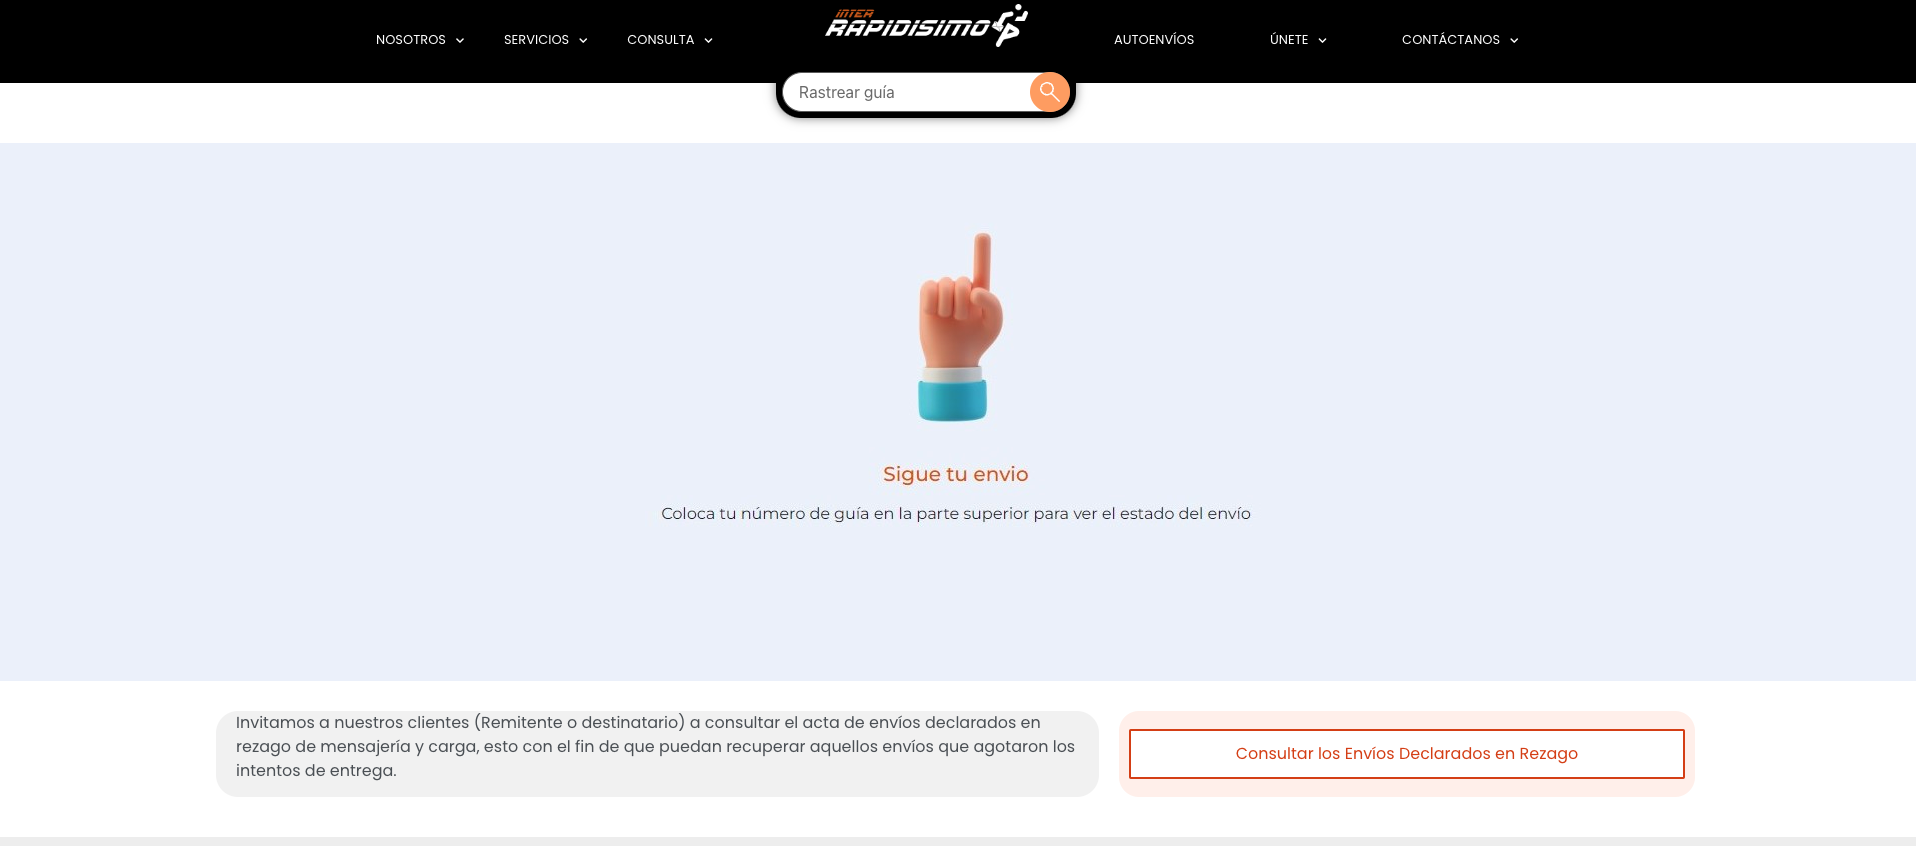 NOSOTROS
SERVICIOS
CONSULTA
INTER
RAPIDISIMO
AUTOENVÍOS
ÚNETE
CONTÁCTANOS
Rastrear guía
Sigue tu envio
Coloca tu número de guía en la parte superior para ver el estado del envío
Invitamos a nuestros clientes (Remitente o destinatario) a consultar el acta de envíos declarados en
rezago de mensajería y carga, esto con el fin de que puedan recuperar aquellos envíos que agotaron los
intentos de entrega.
Consultar los Envíos Declarados en Rezago